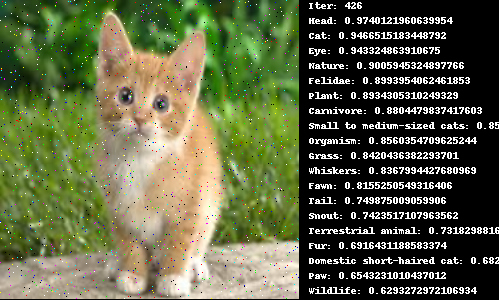 Iter: 426
Head: 0.9740121960639954
Cat: 0.9466515183448792
Eye: 0.943324863910675
Nature: 0.9005945324897766
Felidae: 0.8993954062461853
Plant: 0.8934305310249329
Carnivore: 0.8804479837417603
Small to medium-sized cats: 0.85
Organism: 0.8560354709625244
Grass: 0.8420436382293701
Whiskers: 0.8367994427680969
Fawn: 0.8155250549316406
Tail: 0.749875009059906
Snout: 0.7423517107963562
Terrestrial animal: 0.7318298816
Fur: 0.6916431188583374
Domestic short-haired cat: 0.682
Paw: 0.6543231010437012
Wildlife: 0.6293272972106934